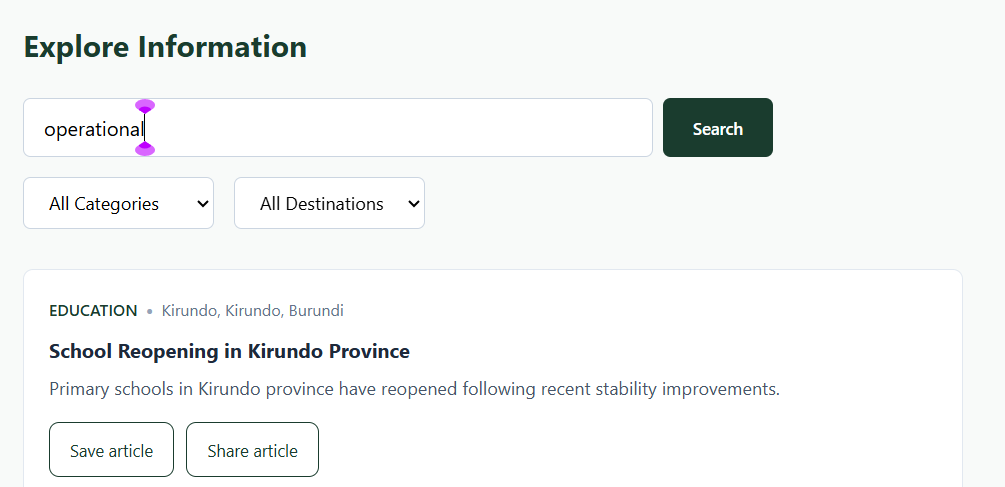 Explore Information
operational
Search
All Categories
All Destinations
EDUCATION • Kirundo, Kirundo, Burundi
School Reopening in Kirundo Province
Primary schools in Kirundo province have reopened following recent stability improvements.
Save article
Share article